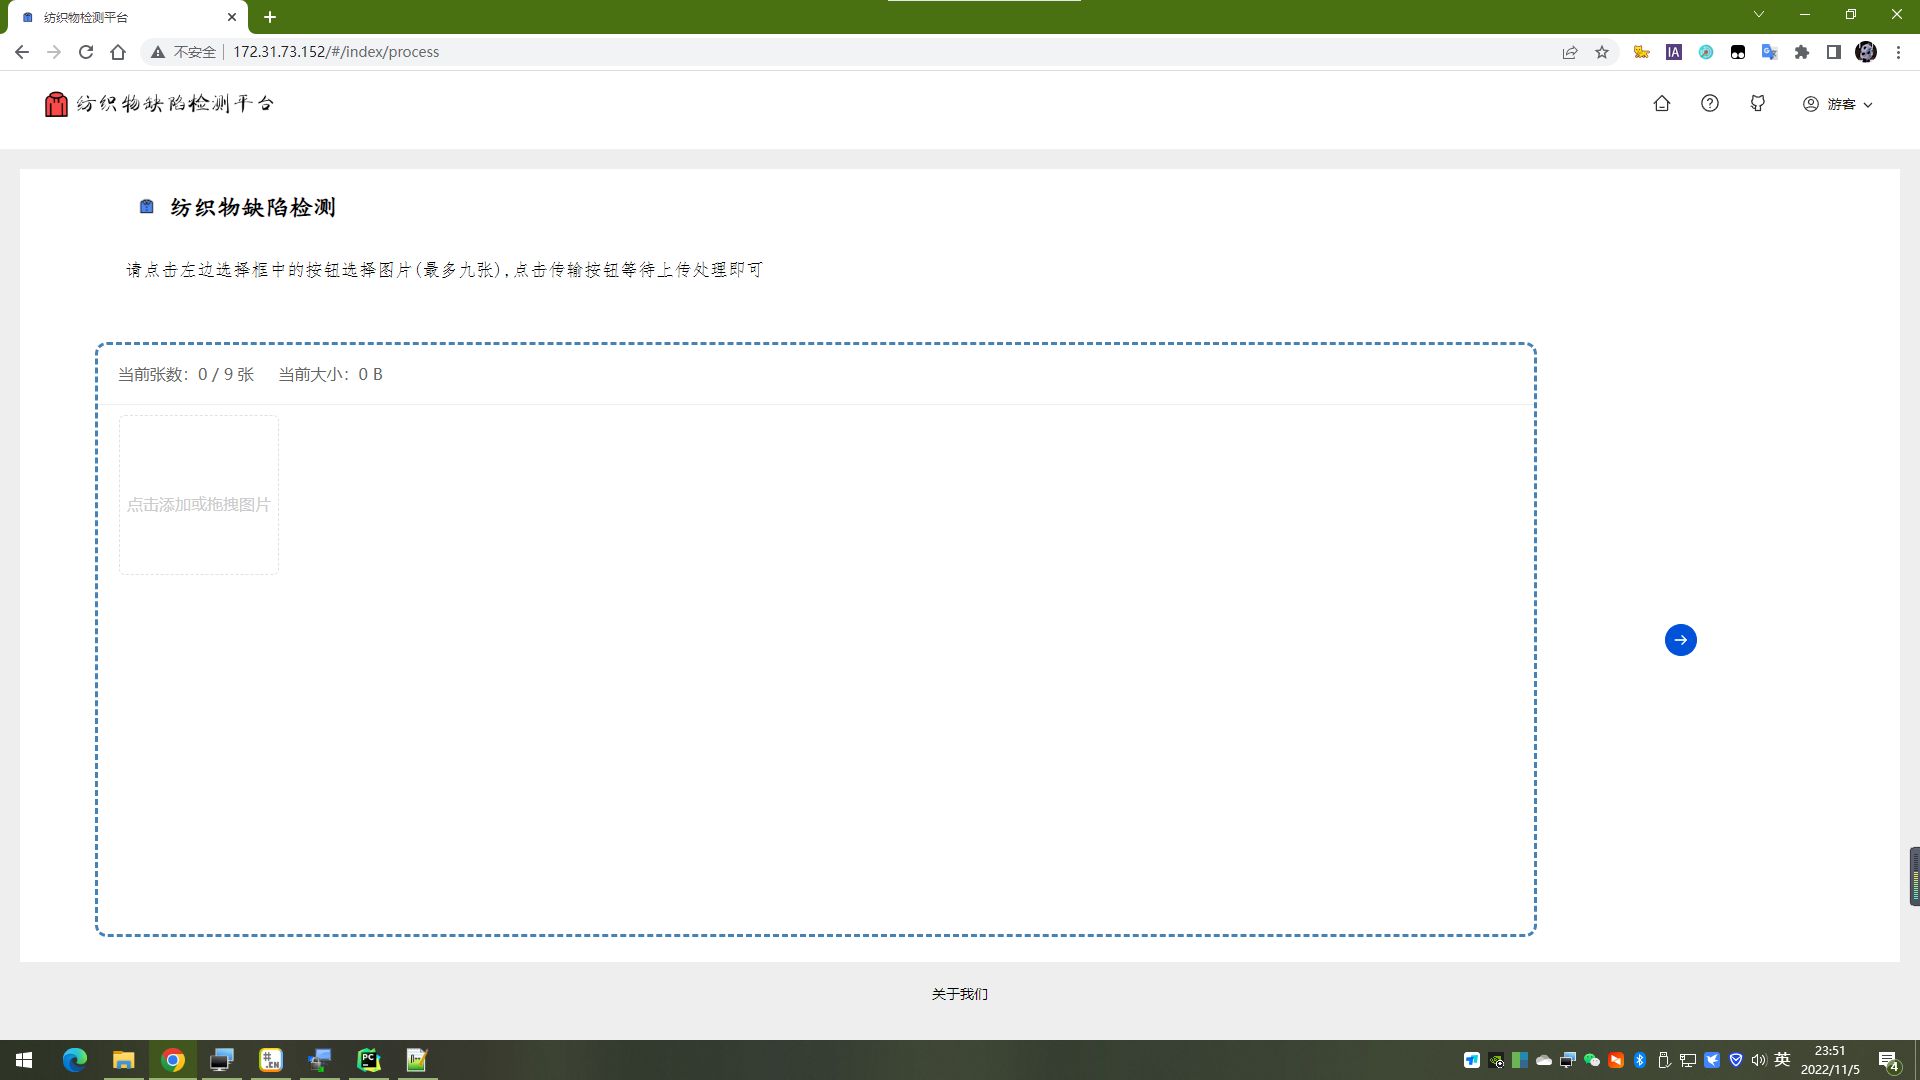 纺织物检测平台
不安全
172.31.73.152/#/index/process
纺织物缺陷检测平台
游客
纺织物缺陷检测
请点击左边选择框中的按钮选择图片(最多九张),点击传输按钮等待上传处理即可
当前张数：0 / 9 张 当前大小：0 B
点击添加或拖拽图片
关于我们
英
23:51
2022/11/5
4